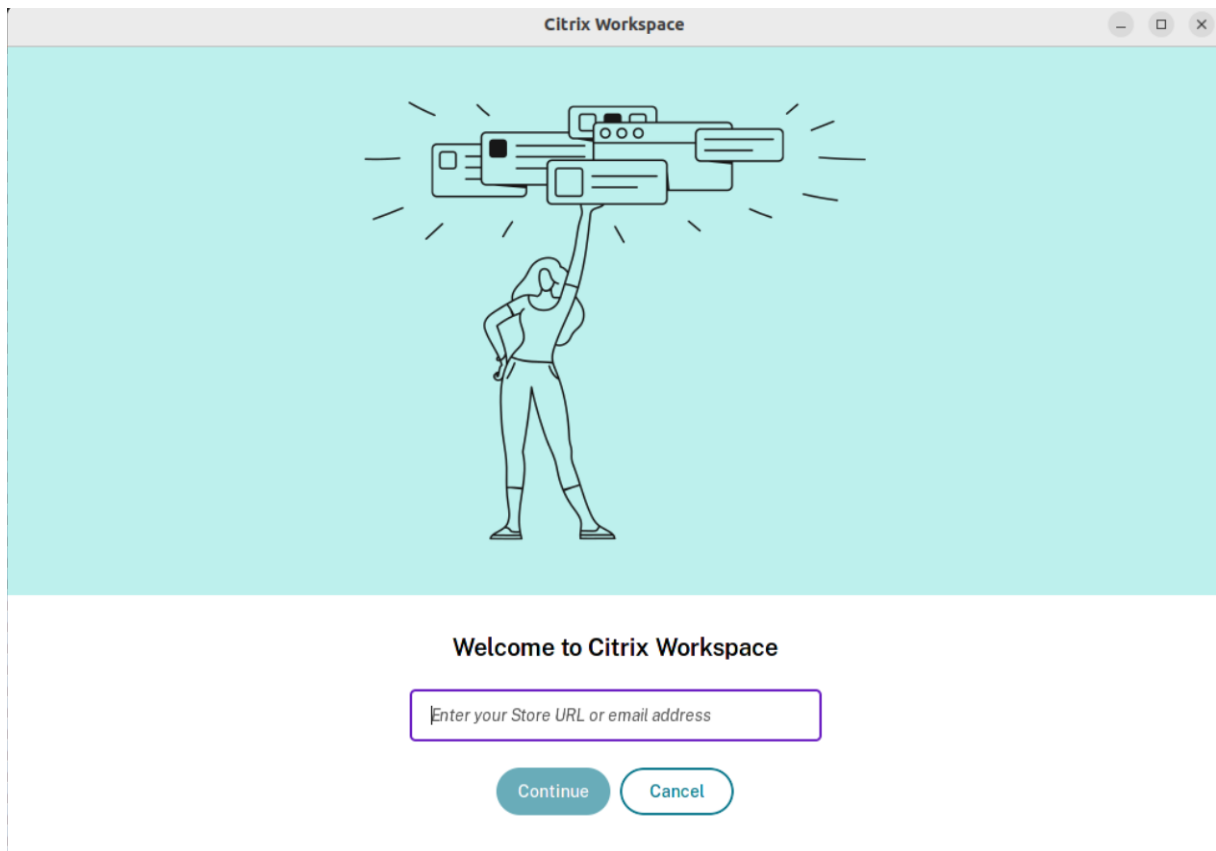 Citrix Workspace
Welcome to Citrix Workspace
Enter your Store URL or email address
Continue
Cancel